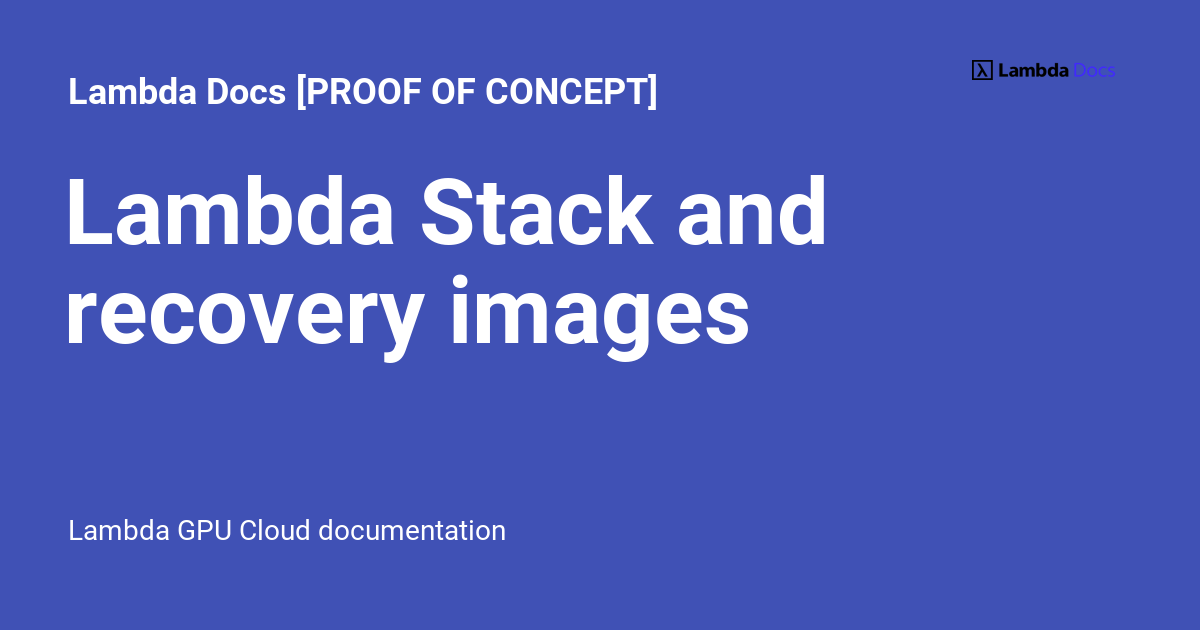 Lambda Docs [PROOF OF CONCEPT]
λ Lambda Docs
Lambda Stack and
recovery images
Lambda GPU Cloud documentation